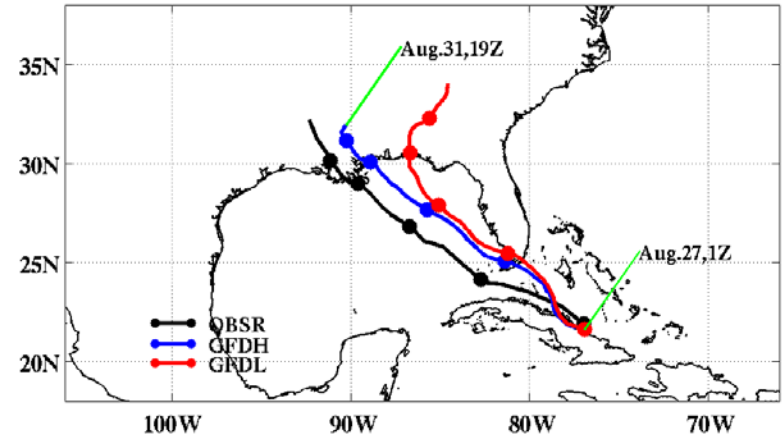 Aug.31,19Z
35N
30N
25N
Aug.27,1Z
OBSR
GFDH
GFDL
20N
100W
90W
80W
70W